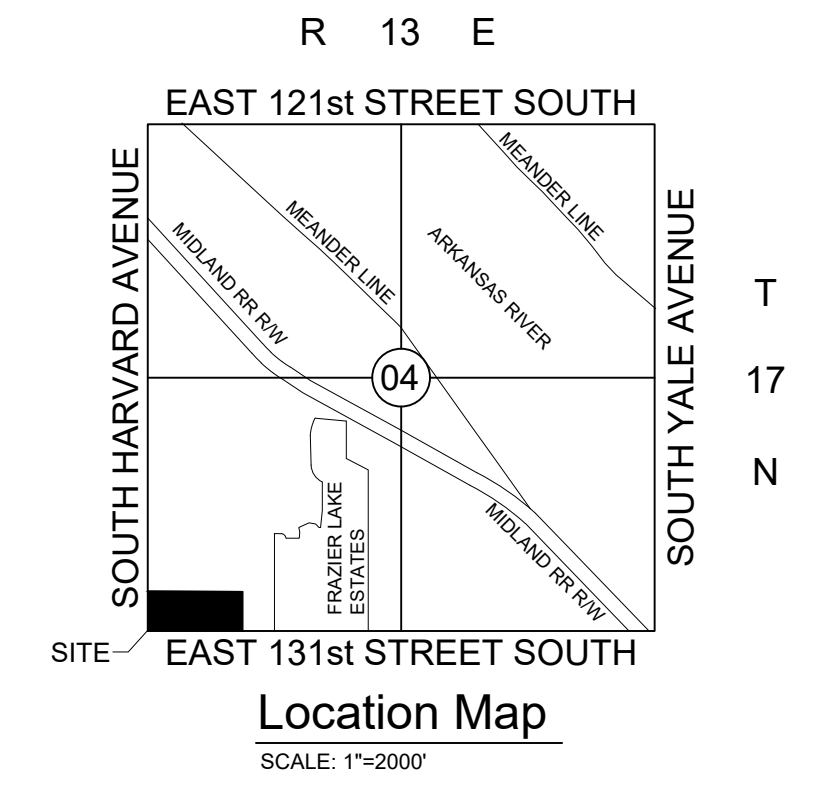 R 13 E
EAST 121st STREET SOUTH
SOUTH HARVARD AVENUE
MEANDER LINE
MEANDER LINE
MIDLAND RR R/W
ARKANSAS RIVER
SOUTH YALE AVENUE
T
17
N
04
FRAZIER LAKE
ESTATES
MIDLAND RR R/W
SITE
EAST 131st STREET SOUTH
Location Map
SCALE: 1"=2000'